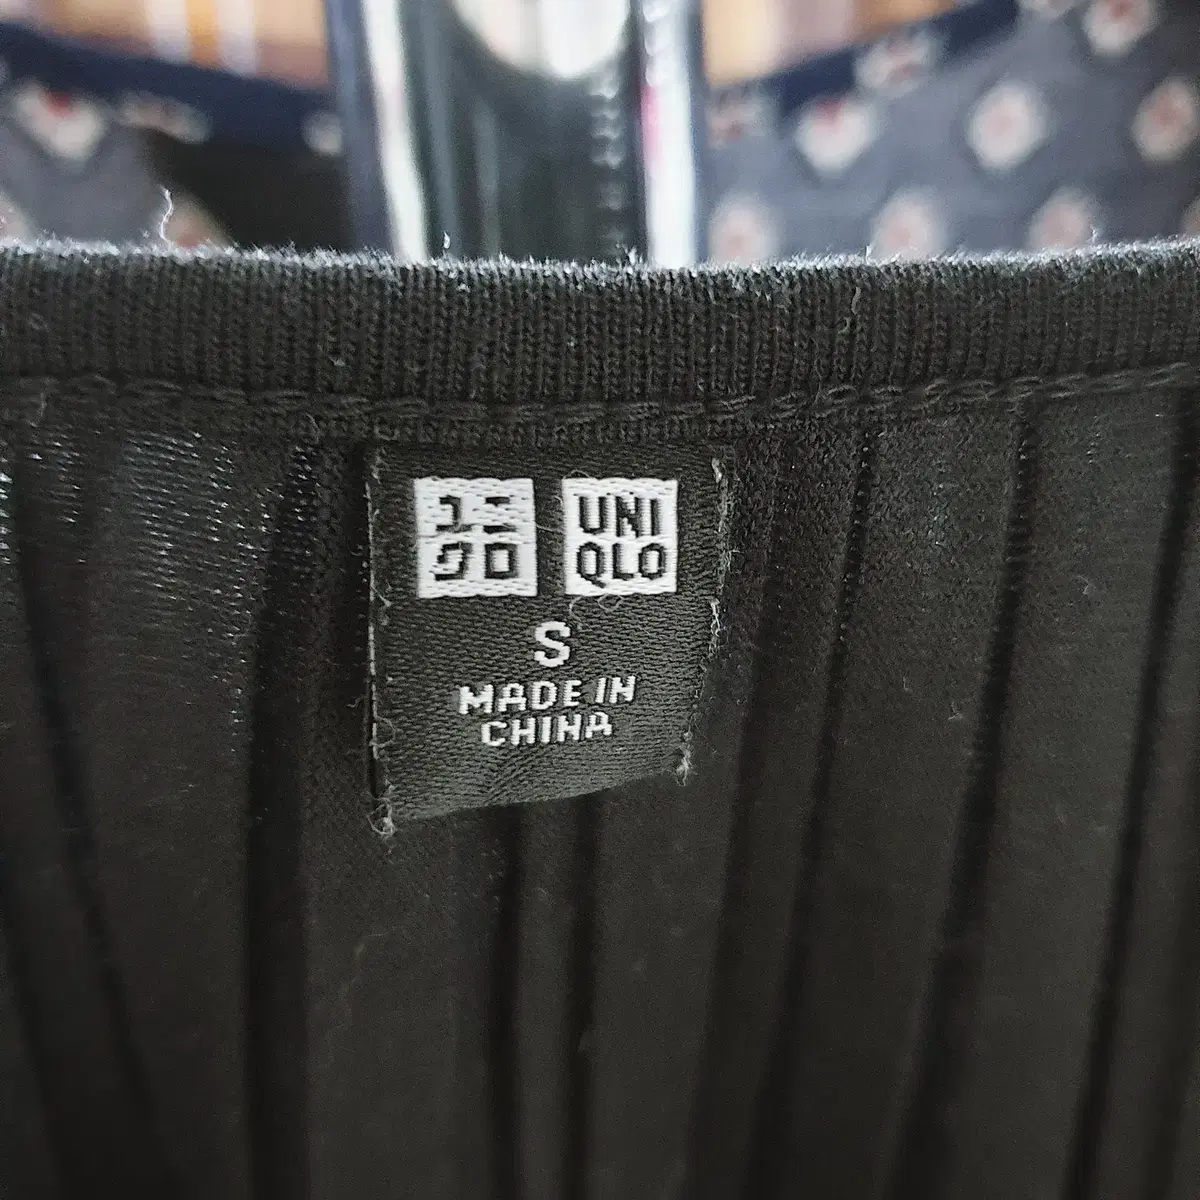 ユニ UNI
クロ QLO
S
MADE IN
CHINA